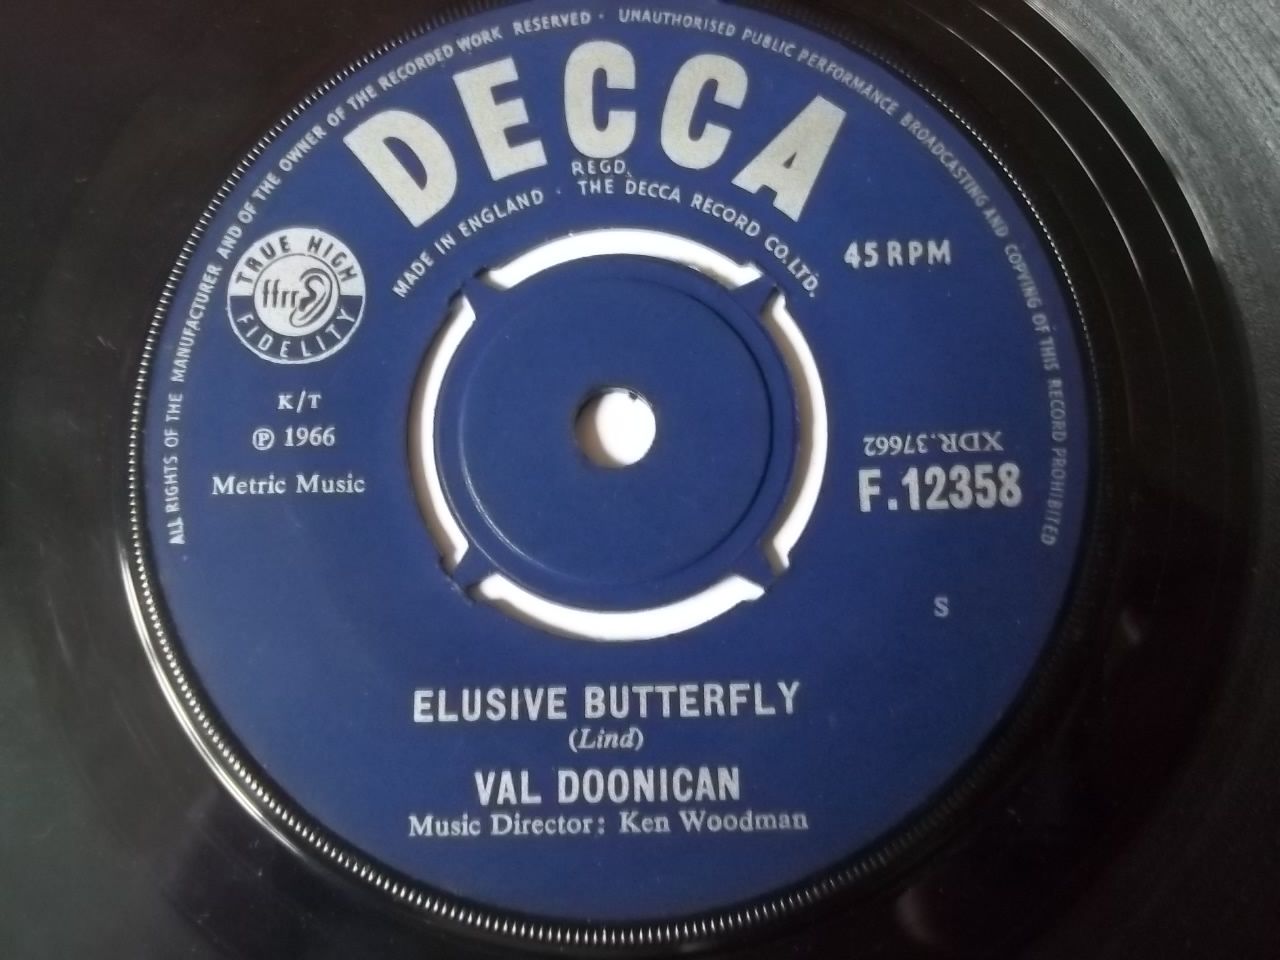 ALL RIGHTS OF THE MANUFACTURER AND OF THE OWNER OF THE RECORDED WORK RESERVED · UNAUTHORISED PUBLIC PERFORMANCE BROADCASTING AND COPYING OF THIS RECORD PROHIBITED
DECCA
REGD.
MADE IN ENGLAND · THE DECCA RECORD CO. LTD.
TRUE HIGH
ffrr
FIDELITY
45 RPM
K/T
℗ 1966
Metric Music
XDR.37662
F.12358
S
ELUSIVE BUTTERFLY
(Lind)
VAL DOONICAN
Music Director: Ken Woodman